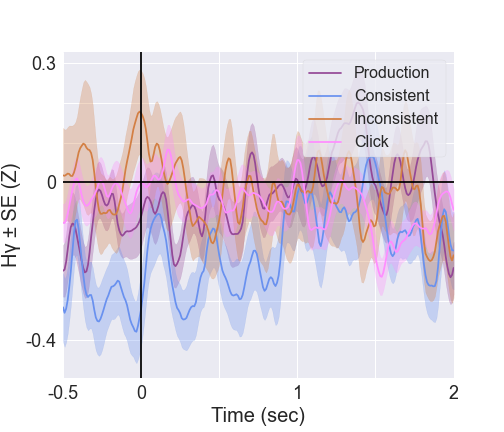 Hγ ± SE (Z)
0.3
0
-0.4
Production
Consistent
Inconsistent
Click
-0.5
0
1
2
Time (sec)